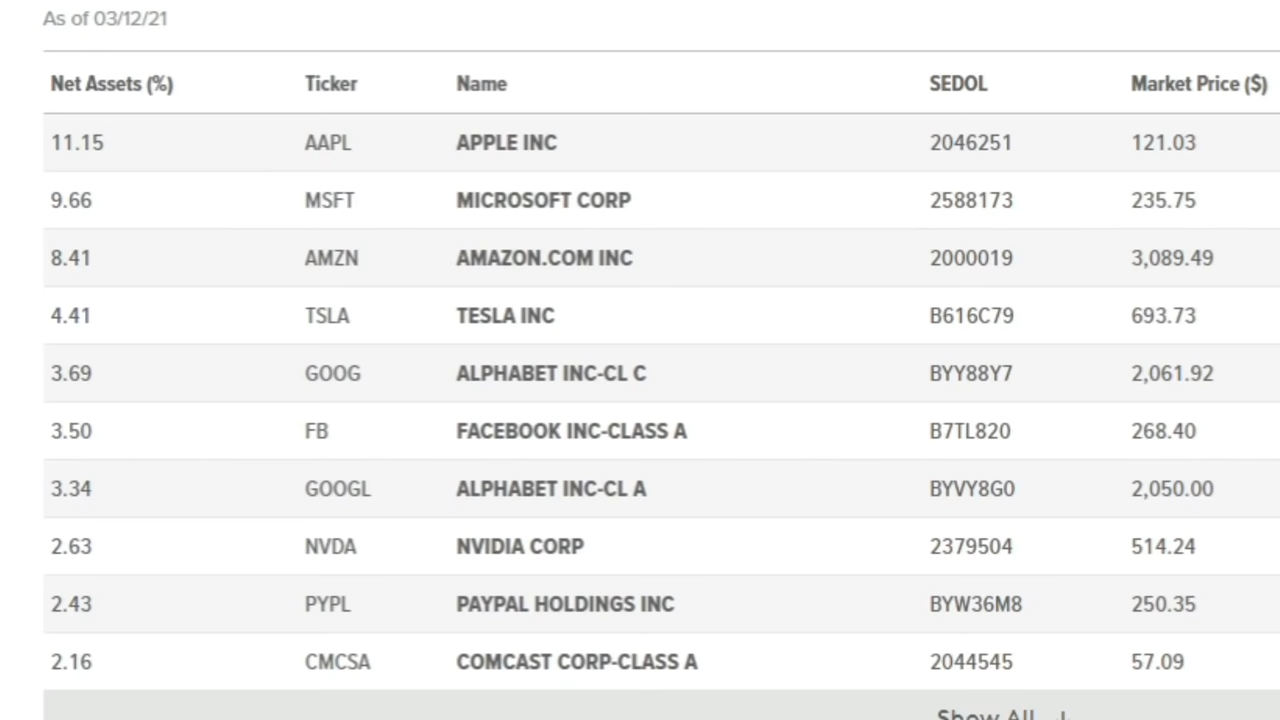 As of 03/12/21
Net Assets (%) Ticker Name SEDOL Market Price ($)
11.15 AAPL APPLE INC 2046251 121.03
9.66 MSFT MICROSOFT CORP 2588173 235.75
8.41 AMZN AMAZON.COM INC 2000019 3,089.49
4.41 TSLA TESLA INC B616C79 693.73
3.69 GOOG ALPHABET INC-CL C BYY88Y7 2,061.92
3.50 FB FACEBOOK INC-CLASS A B7TL820 268.40
3.34 GOOGL ALPHABET INC-CL A BYVY8G0 2,050.00
2.63 NVDA NVIDIA CORP 2379504 514.24
2.43 PYPL PAYPAL HOLDINGS INC BYW36M8 250.35
2.16 CMCSA COMCAST CORP-CLASS A 2044545 57.09
Show All